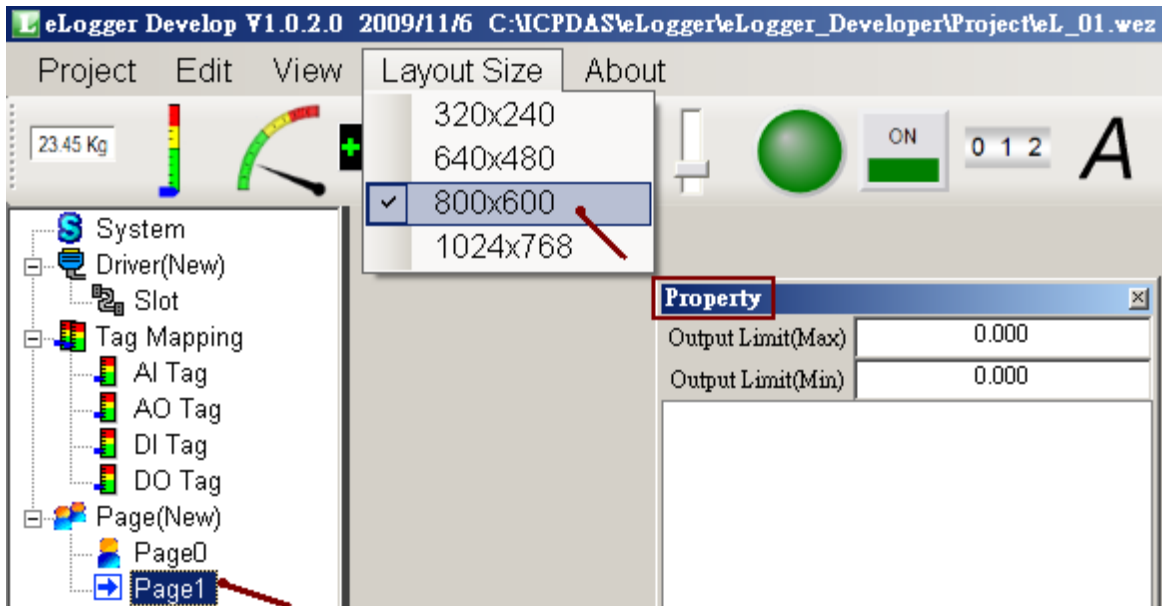 eLogger Develop V1.0.2.0 2009/11/6 C:\ICPDAS\eLogger\eLogger_Developer\Project\eL_01.wez
Project Edit View Layout Size About
320x240
640x480
800x600
1024x768
23.45 Kg
ON
0 1 2
A
System
Driver(New)
Slot
Tag Mapping
AI Tag
AO Tag
DI Tag
DO Tag
Page(New)
Page0
Page1
Property
Output Limit(Max) 0.000
Output Limit(Min) 0.000